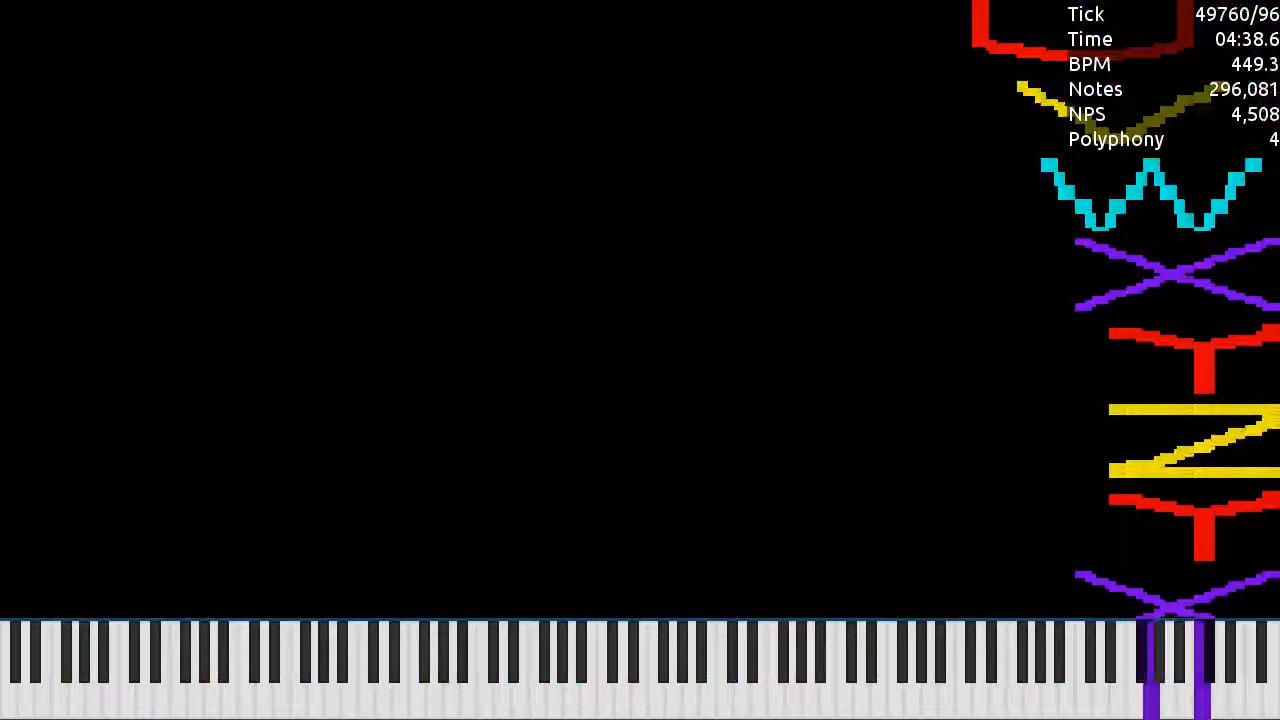 Tick 49760/96
Time 04:38.6
BPM 449.3
Notes 296,081
NPS 4,508
Polyphony 4
U
V
W
X
Y
Z
Y
X